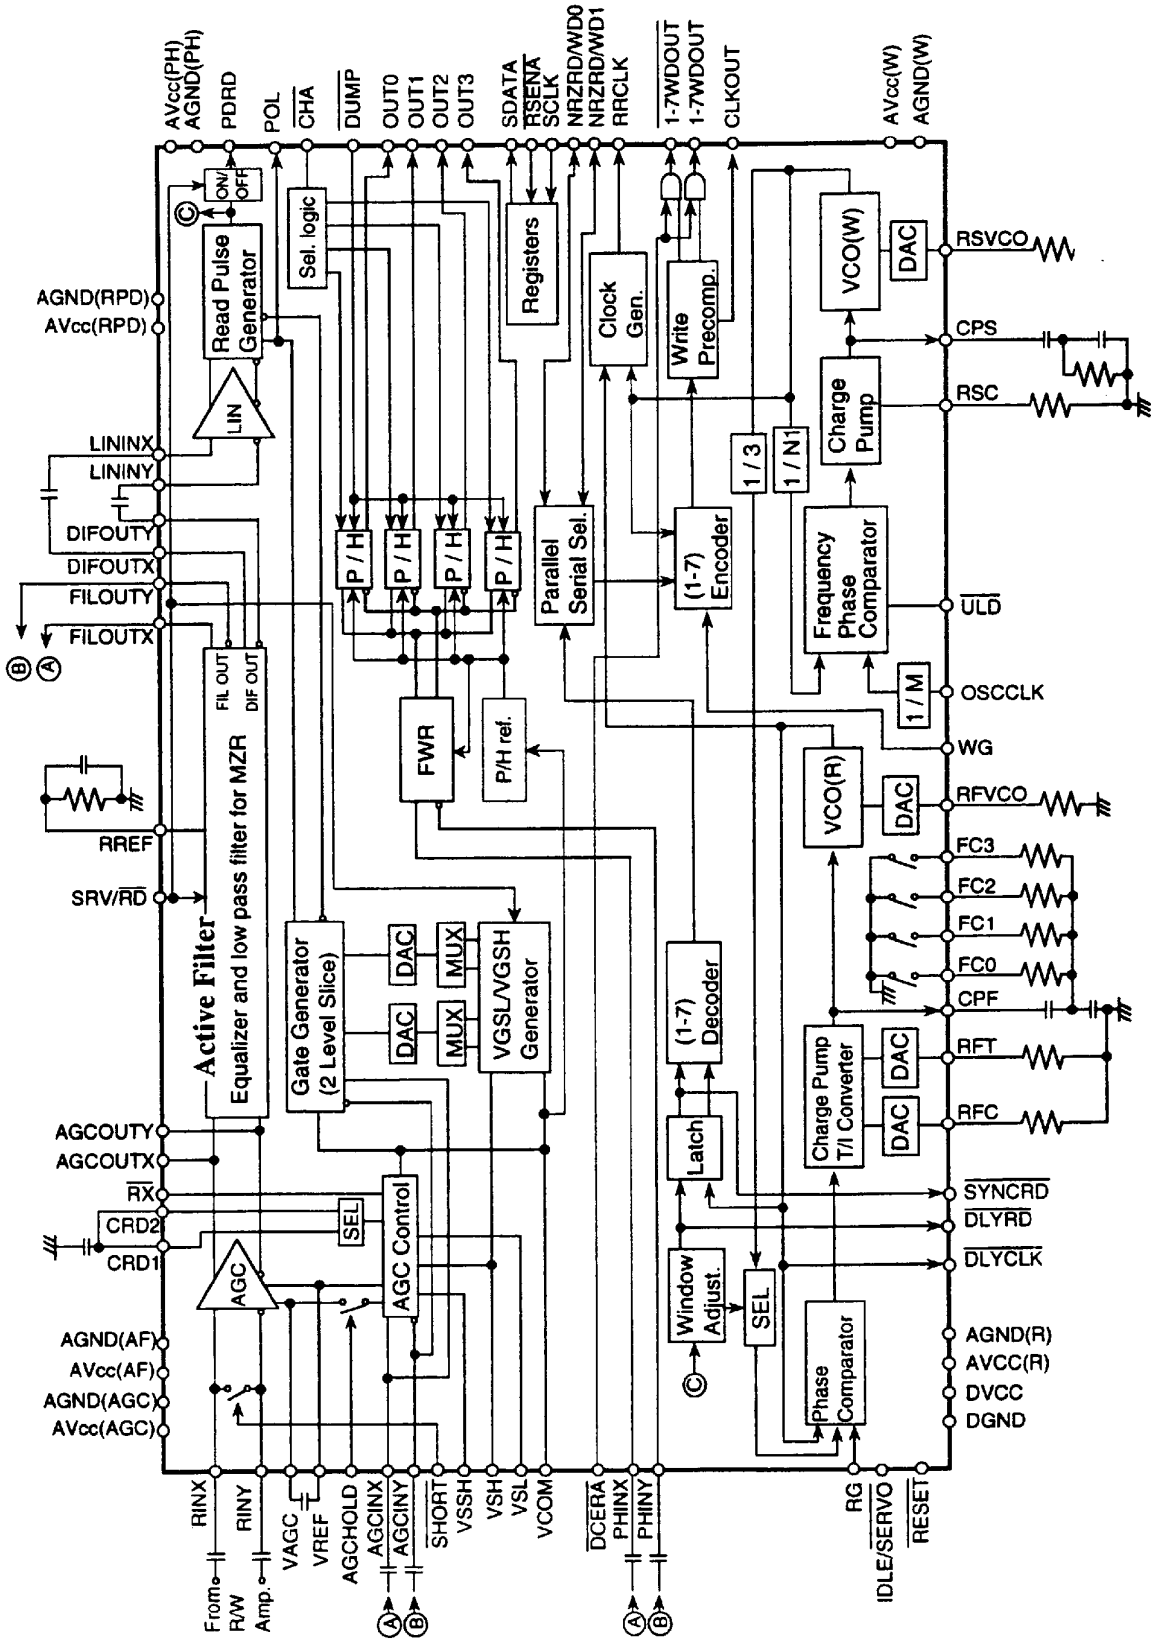 AVcc(PH)
AGND(PH)
PDRD
POL
CHA
DUMP
OUT0
OUT1
OUT2
OUT3
SDATA
RSENA
SCLK
NRZRD/WD0
NRZRD/WD1
RRCLK
1-7WDOUT
1-7WDOUT
CLKOUT
AVcc(W)
AGND(W)
AGND(RPD)
AVcc(RPD)
LININX
LININY
DIFOUTY
DIFOUTX
FILOUTY
FILOUTX
B
A
RREF
SRV/RD
AGCOUTY
AGCOUTX
RX
CRD2
CRD1
AGND(AF)
AVcc(AF)
AGND(AGC)
AVcc(AGC)
ON/
OFF
C
Read Pulse
Generator
LIN
Sel. logic
Registers
Clock
Gen.
Write
Precomp.
VCO(W)
DAC
Charge
Pump
1 / 3
1 / N1
P / H
P / H
P / H
P / H
Parallel
Serial Sel.
(1-7)
Encoder
Frequency
Phase
Comparator
1 / M
FIL OUT
DIF OUT
Active Filter
Equalizer and low pass filter for MZR
FWR
P/H ref.
VCO(R)
DAC
Gate Generator
(2 Level Slice)
DAC
DAC
MUX
MUX
VGSL/VGSH
Generator
(1-7)
Decoder
Charge Pump
T/I Converter
DAC
DAC
Latch
SEL
AGC Control
AGC
Window
Adjust.
SEL
C
Phase
Comparator
RSVCO
CPS
RSC
ULD
OSCCLK
WG
RFVCO
FC3
FC2
FC1
FC0
CPF
RFT
RFC
SYNCRD
DLYRD
DLYCLK
AGND(R)
AVCC(R)
DVCC
DGND
RINX
RINY
VAGC
VREF
AGCHOLD
AGCINX
AGCINY
SHORT
VSSH
VSH
VSL
VCOM
DCERA
PHINX
PHINY
RG
IDLE/SERVO
RESET
From
R/W
Amp.
A
B
A
B